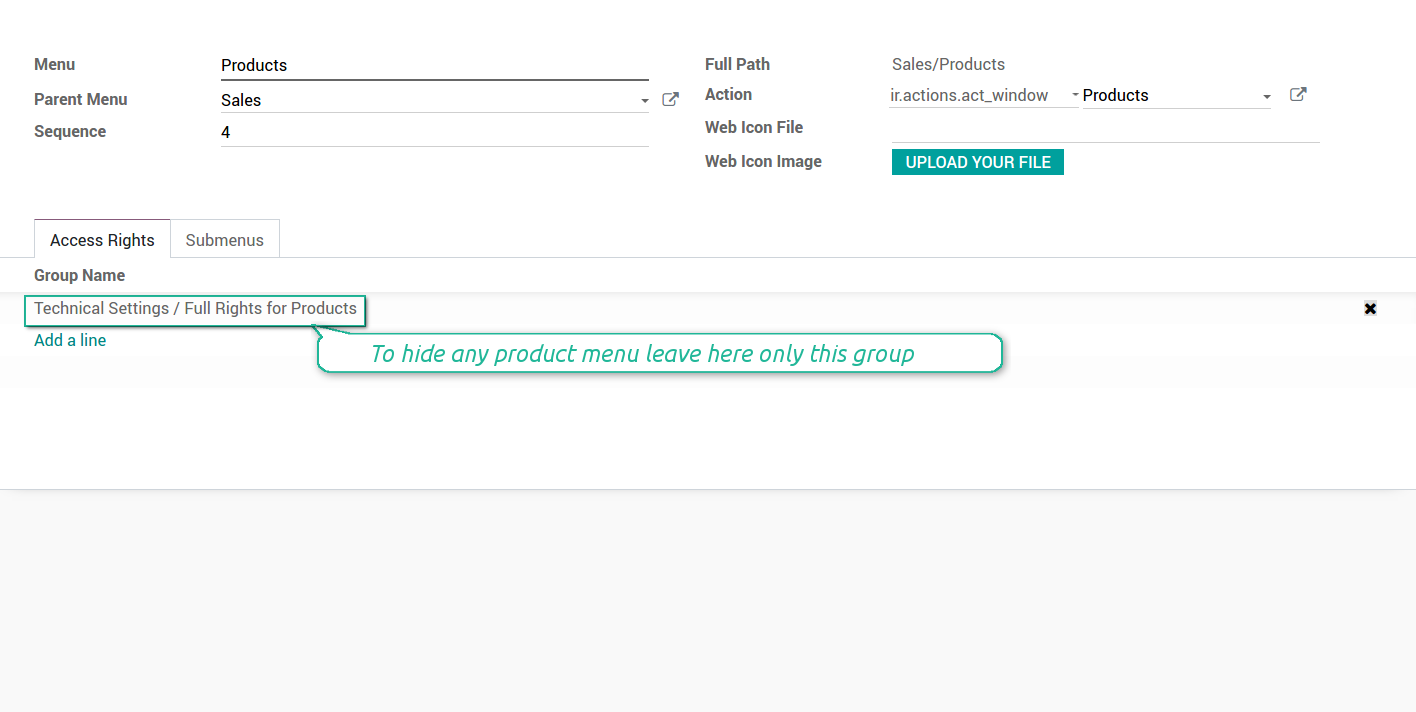 Menu Products
Parent Menu Sales
Sequence 4
Full Path Sales/Products
Action ir.actions.act_window Products
Web Icon File
Web Icon Image UPLOAD YOUR FILE
Access Rights Submenus
Group Name
Technical Settings / Full Rights for Products
Add a line
To hide any product menu leave here only this group